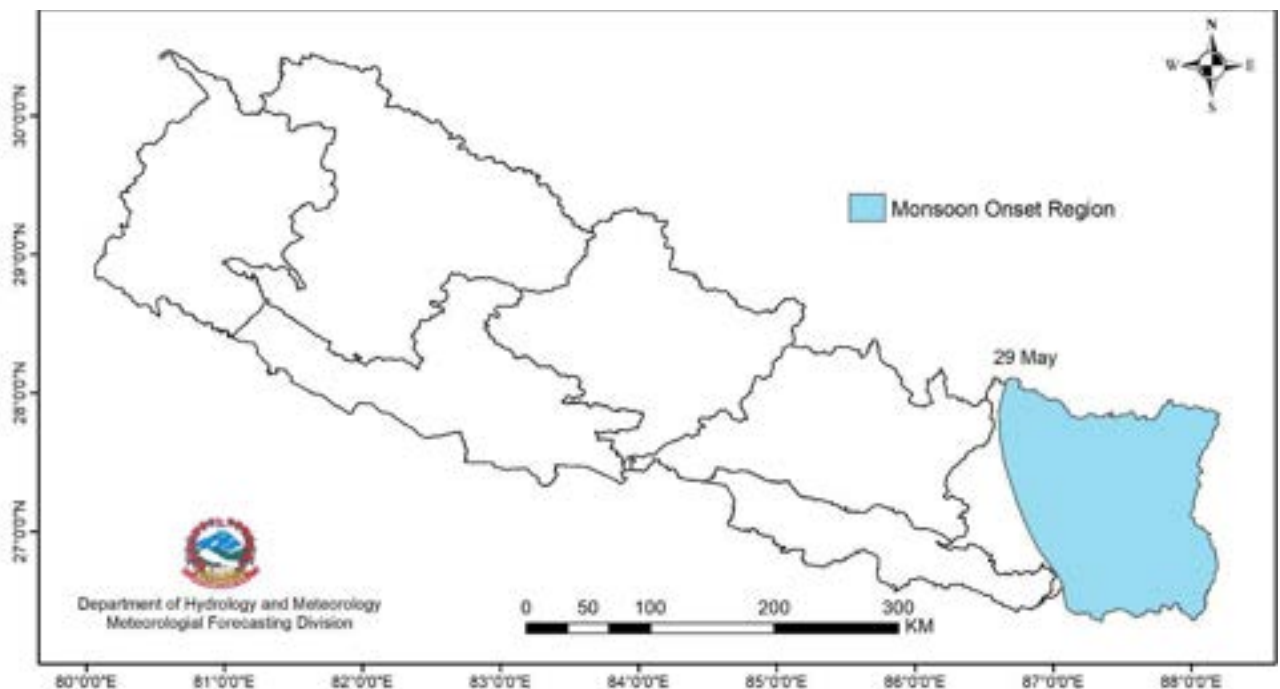 N
W E
S
30°0'0"N
Monsoon Onset Region
29°0'0"N
29 May
28°0'0"N
27°0'0"N
Department of Hydrology and Meteorology
Meteorologial Forecasting Division
0 50 100 200 300
KM
80°0'0"E 81°0'0"E 82°0'0"E 83°0'0"E 84°0'0"E 85°0'0"E 86°0'0"E 87°0'0"E 88°0'0"E